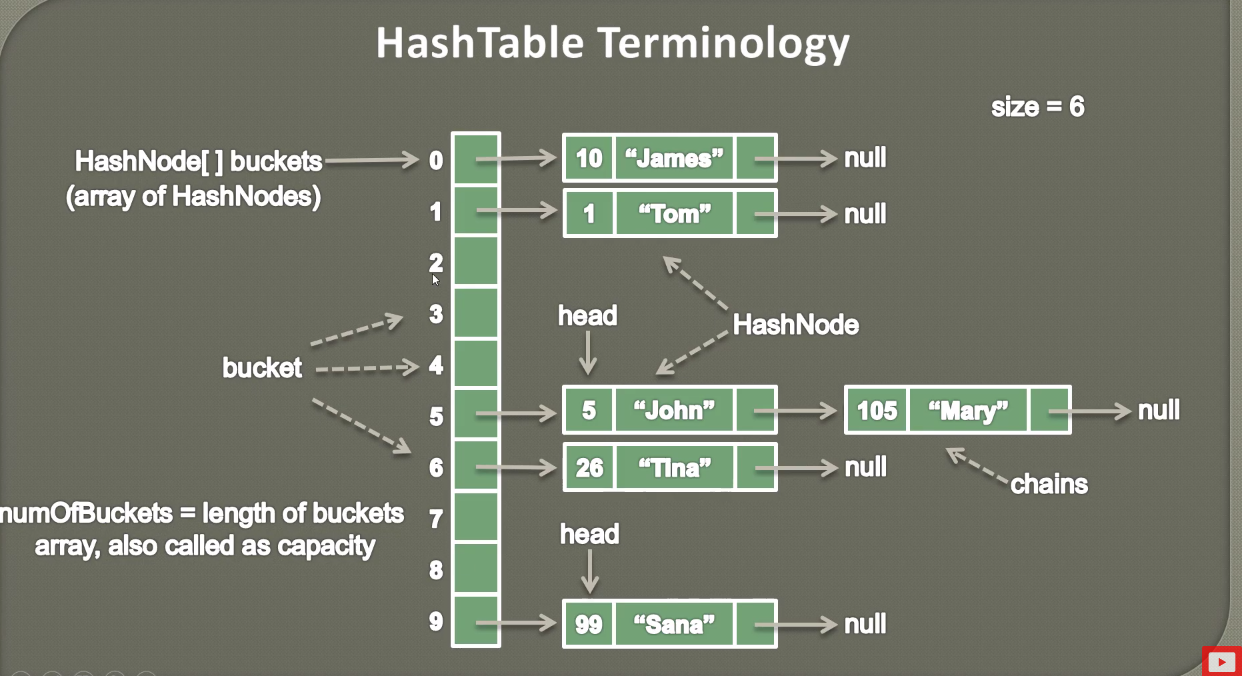 HashTable Terminology
size = 6
HashNode[ ] buckets
(array of HashNodes)
0
10 “James” null
1
1 “Tom” null
2
3
head
HashNode
bucket
4
5
5 “John” 105 “Mary” null
6
26 “Tina” null
chains
numOfBuckets = length of buckets
array, also called as capacity
7
head
8
9
99 “Sana” null